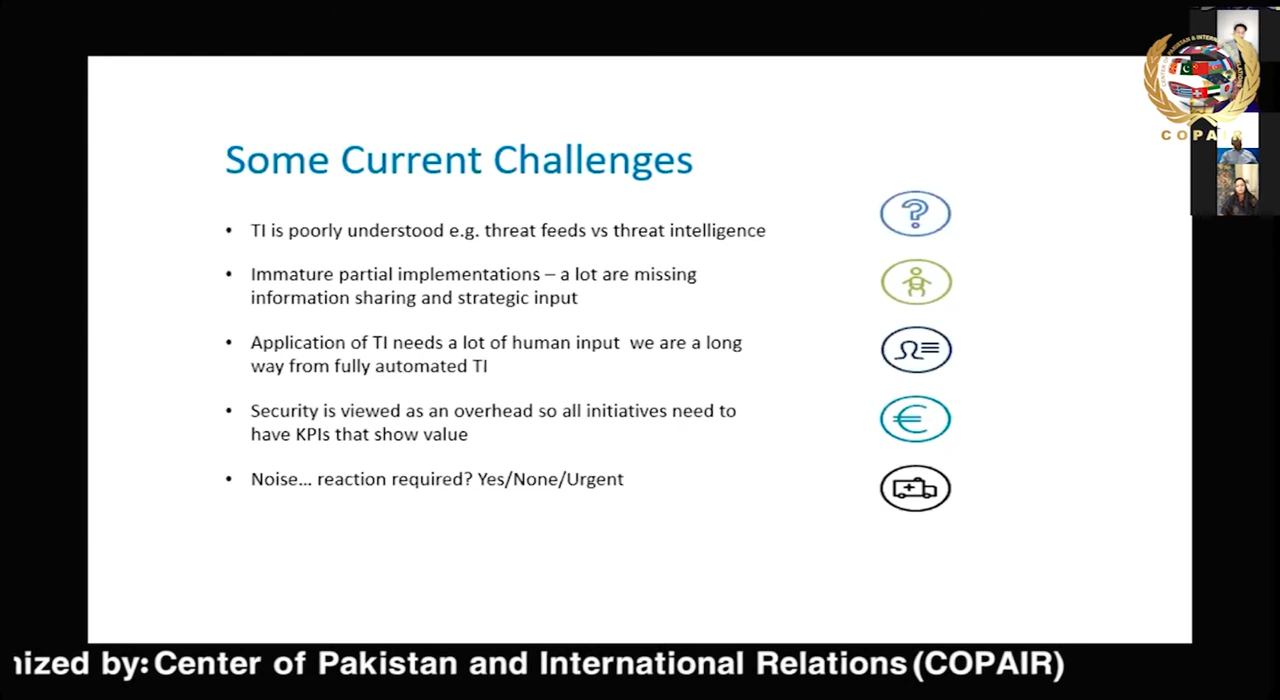 Some Current Challenges
• TI is poorly understood e.g. threat feeds vs threat intelligence
• Immature partial implementations – a lot are missing
information sharing and strategic input
• Application of TI needs a lot of human input  we are a long
way from fully automated TI
• Security is viewed as an overhead so all initiatives need to
have KPIs that show value
• Noise... reaction required? Yes/None/Urgent
COPAIR
nized by: Center of Pakistan and International Relations (COPAIR)